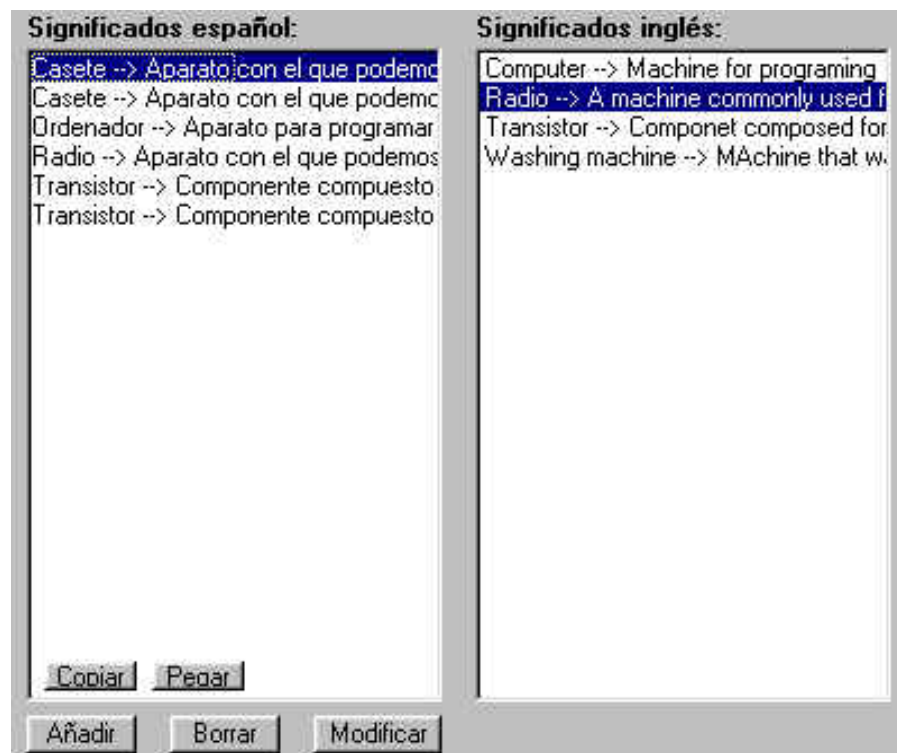 Significados español:
Casete --> Aparato con el que podemo
Casete --> Aparato con el que podemc
Ordenador --> Aparato para programar
Radio --> Aparato con el que podemos
Transistor --> Componente compuesto
Transistor --> Componente compuesto
Copiar Pegar
Añadir Borrar Modificar
Significados inglés:
Computer --> Machine for programing
Radio --> A machine commonly used f
Transistor --> Componet composed for
Washing machine --> MAchine that w